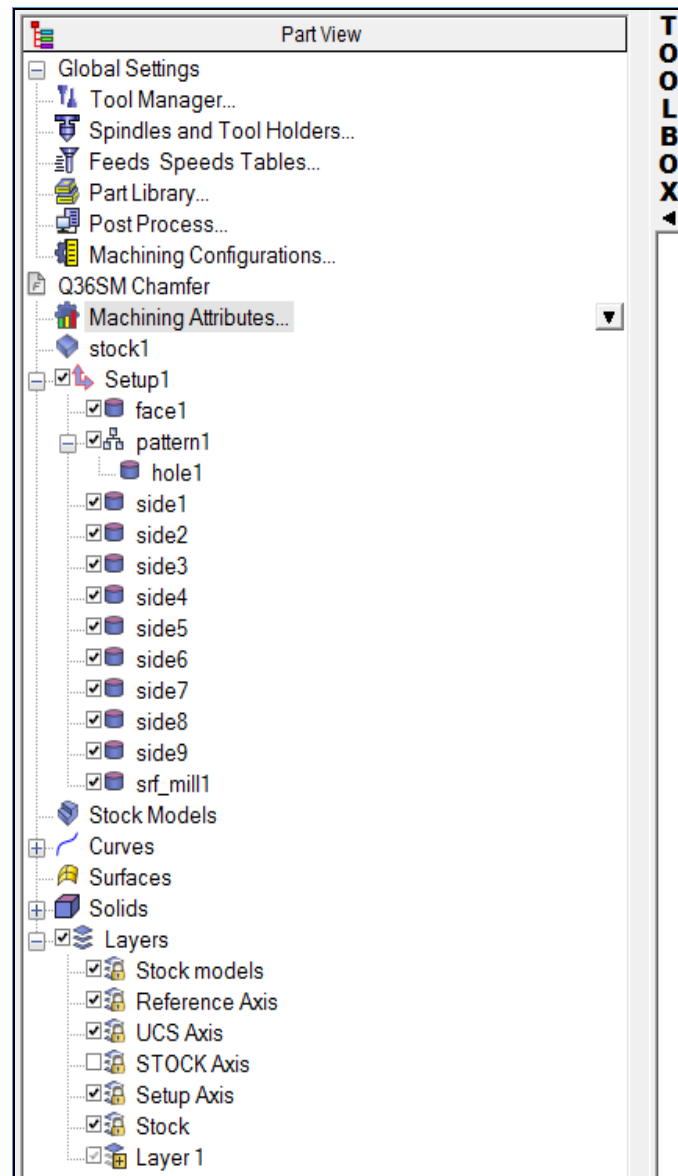 Part View
Global Settings
Tool Manager...
Spindles and Tool Holders...
Feeds Speeds Tables...
Part Library...
Post Process...
Machining Configurations...
Q36SM Chamfer
Machining Attributes...
stock1
Setup1
face1
pattern1
hole1
side1
side2
side3
side4
side5
side6
side7
side8
side9
srf_mill1
Stock Models
Curves
Surfaces
Solids
Layers
Stock models
Reference Axis
UCS Axis
STOCK Axis
Setup Axis
Stock
Layer 1
TOOLBOX